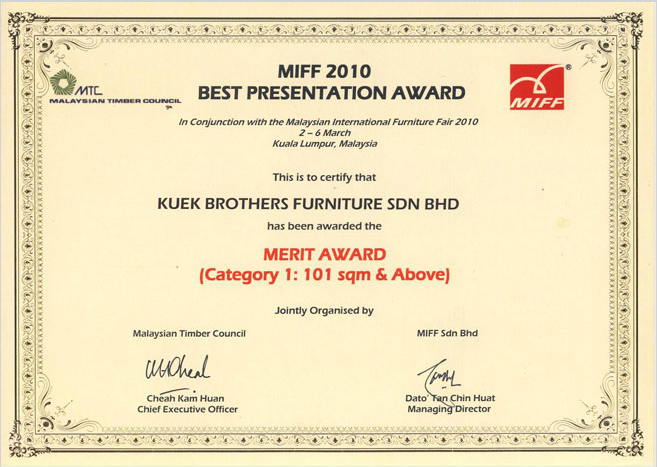 MTC
MALAYSIAN TIMBER COUNCIL
MIFF 2010
BEST PRESENTATION AWARD
MIFF
®
In Conjunction with the Malaysian International Furniture Fair 2010
2 – 6 March
Kuala Lumpur, Malaysia
This is to certify that
KUEK BROTHERS FURNITURE SDN BHD
has been awarded the
MERIT AWARD
(Category 1: 101 sqm & Above)
Jointly Organised by
Malaysian Timber Council
MIFF Sdn Bhd
Cheah Kam Huan
Chief Executive Officer
Dato' Tan Chin Huat
Managing Director